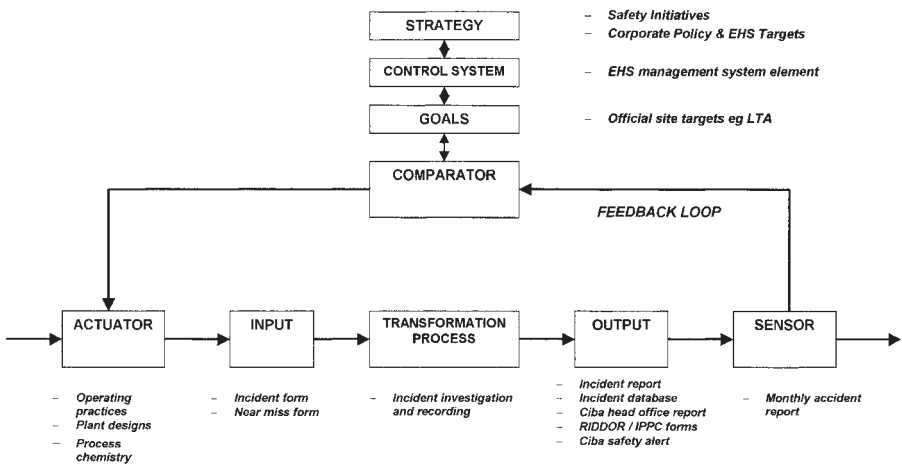 STRATEGY
– Safety Initiatives
– Corporate Policy & EHS Targets
CONTROL SYSTEM
– EHS management system element
GOALS
– Official site targets eg LTA
COMPARATOR
FEEDBACK LOOP
ACTUATOR
INPUT
TRANSFORMATION
PROCESS
OUTPUT
SENSOR
– Operating
practices
– Plant designs
– Process
chemistry
– Incident form
– Near miss form
– Incident investigation
and recording
– Incident report
– Incident database
– Ciba head office report
– RIDDOR / IPPC forms
– Ciba safety alert
– Monthly accident
report